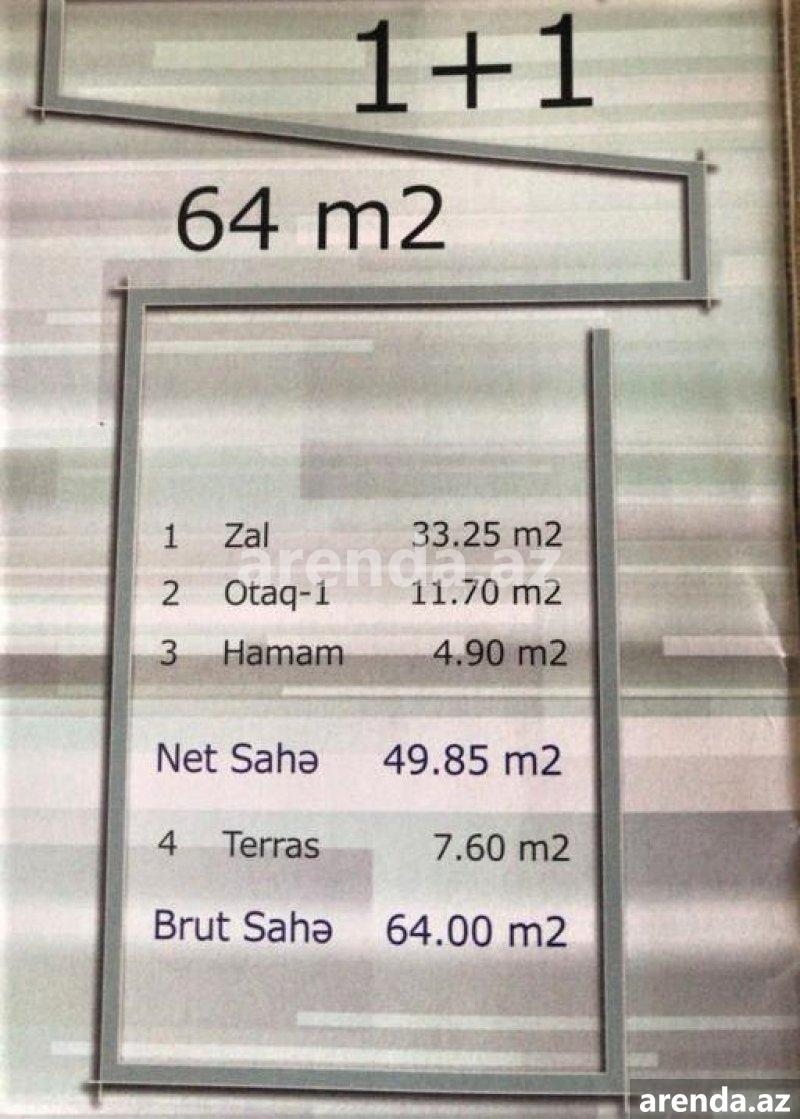 1+1
64 m2
1 Zal 33.25 m2
arenda.az
2 Otaq-1 11.70 m2
3 Hamam 4.90 m2
Net Sahə 49.85 m2
4 Terras 7.60 m2
Brut Sahə 64.00 m2
arenda.az